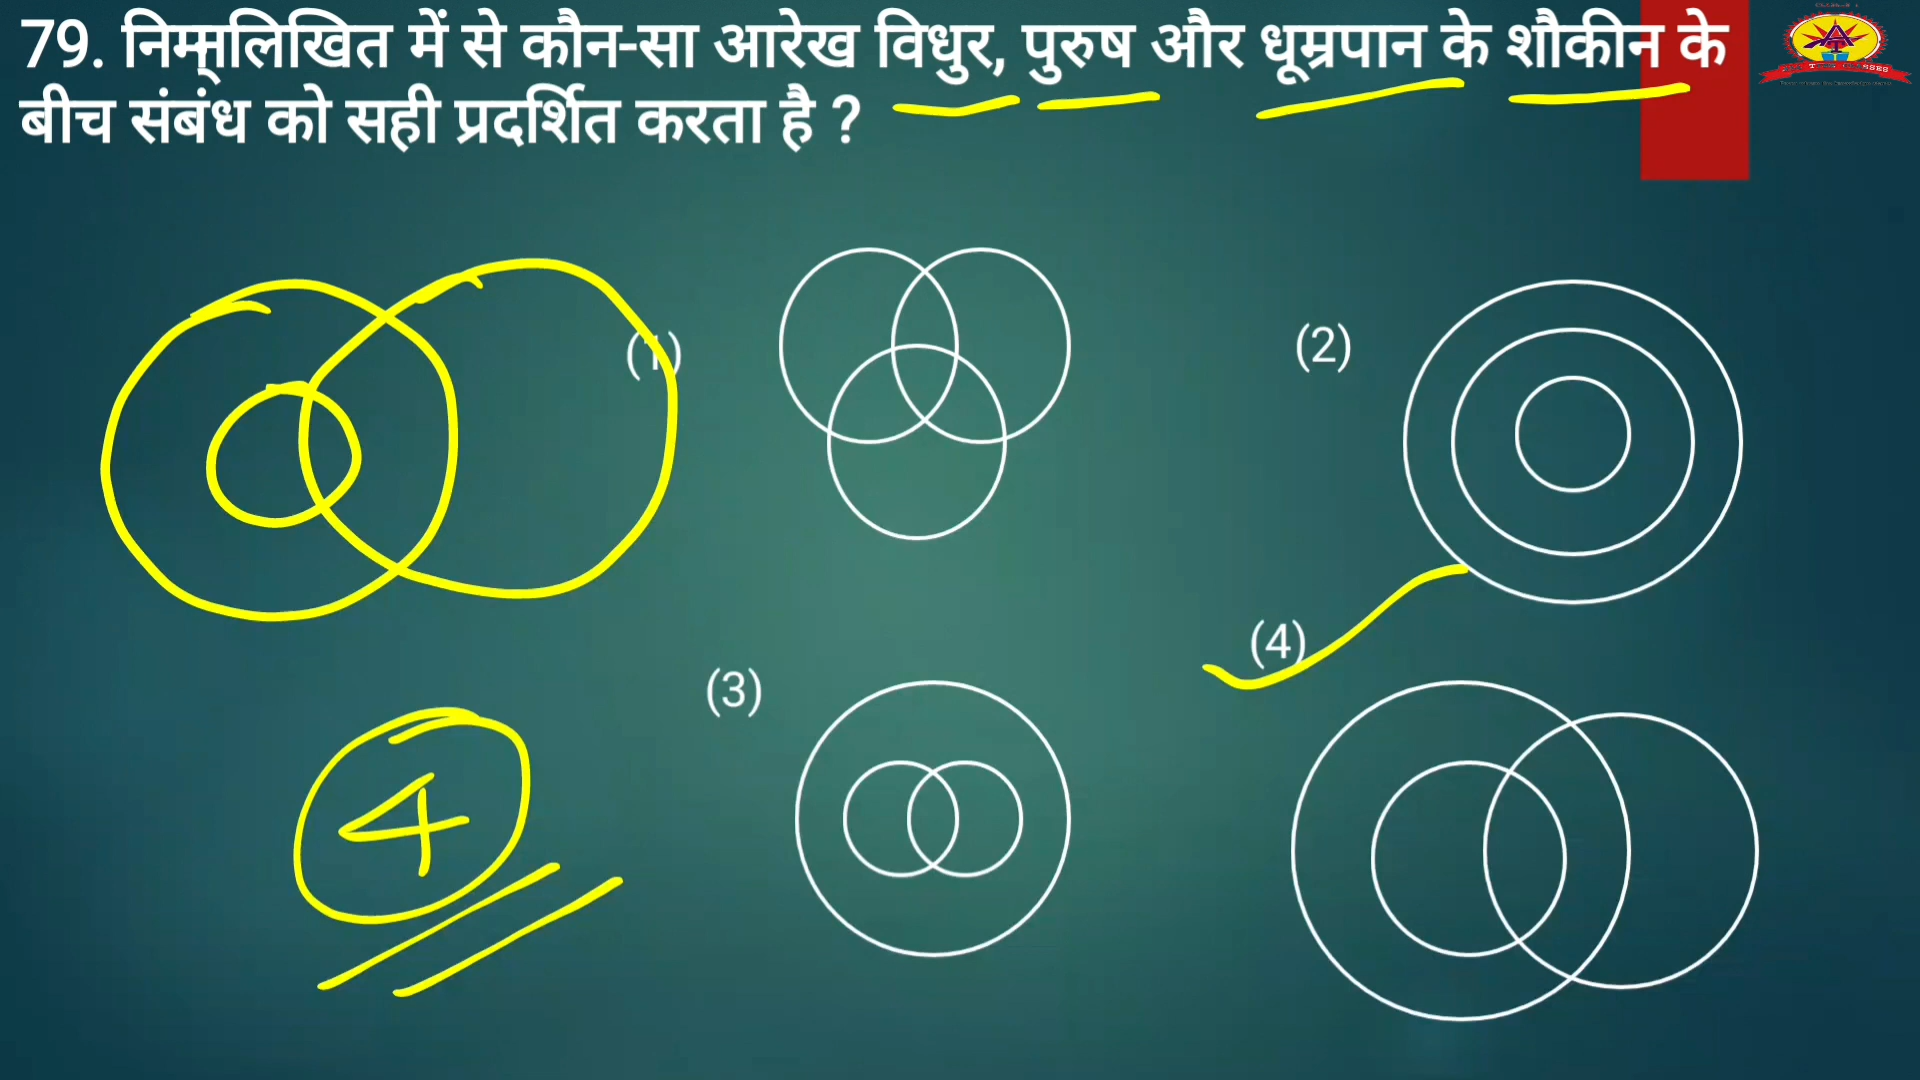 79. निम्नलिखित में से कौन-सा आरेख विधुर, पुरुष और धूम्रपान के शौकीन के
बीच संबंध को सही प्रदर्शित करता है ?
(1)
(2)
(3)
(4)
4